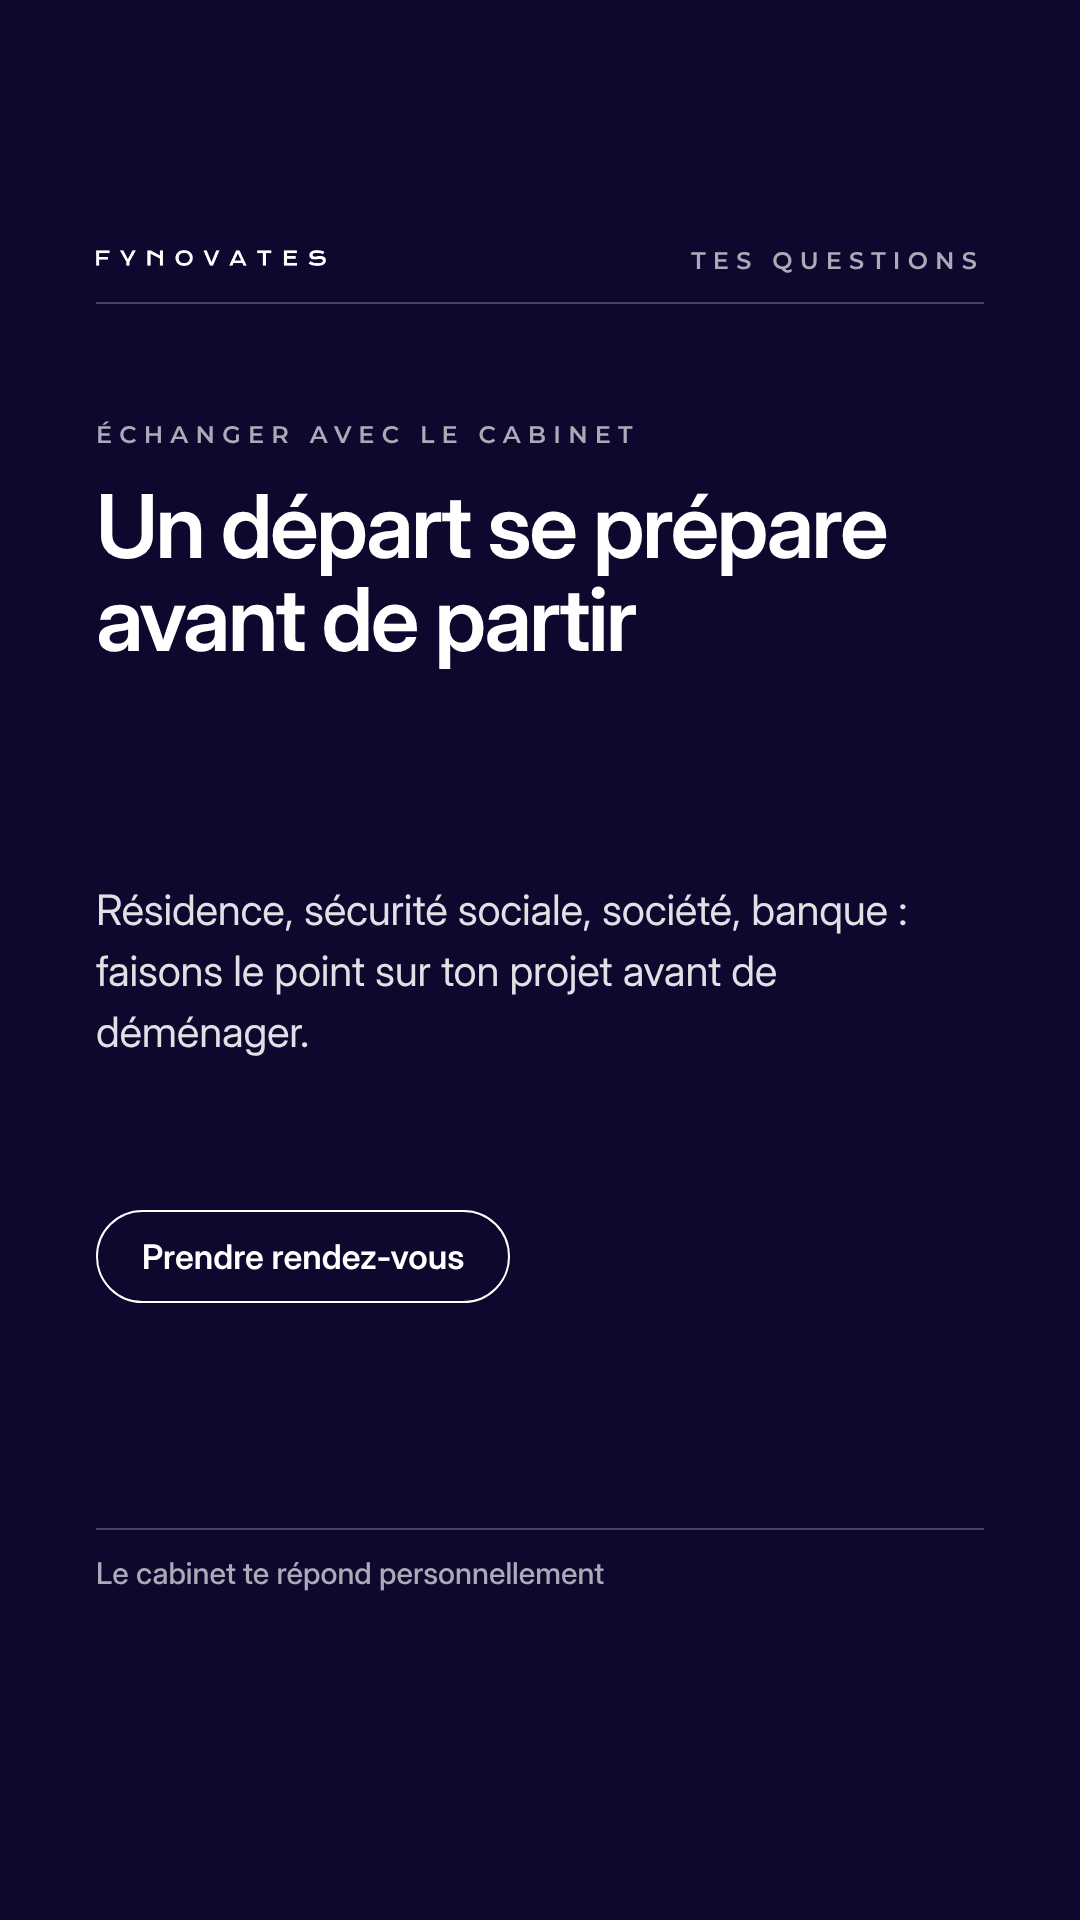 FYNOVATES
TES QUESTIONS
ÉCHANGER AVEC LE CABINET
Un départ se prépare
avant de partir
Résidence, sécurité sociale, société, banque :
faisons le point sur ton projet avant de
déménager.
Prendre rendez-vous
Le cabinet te répond personnellement